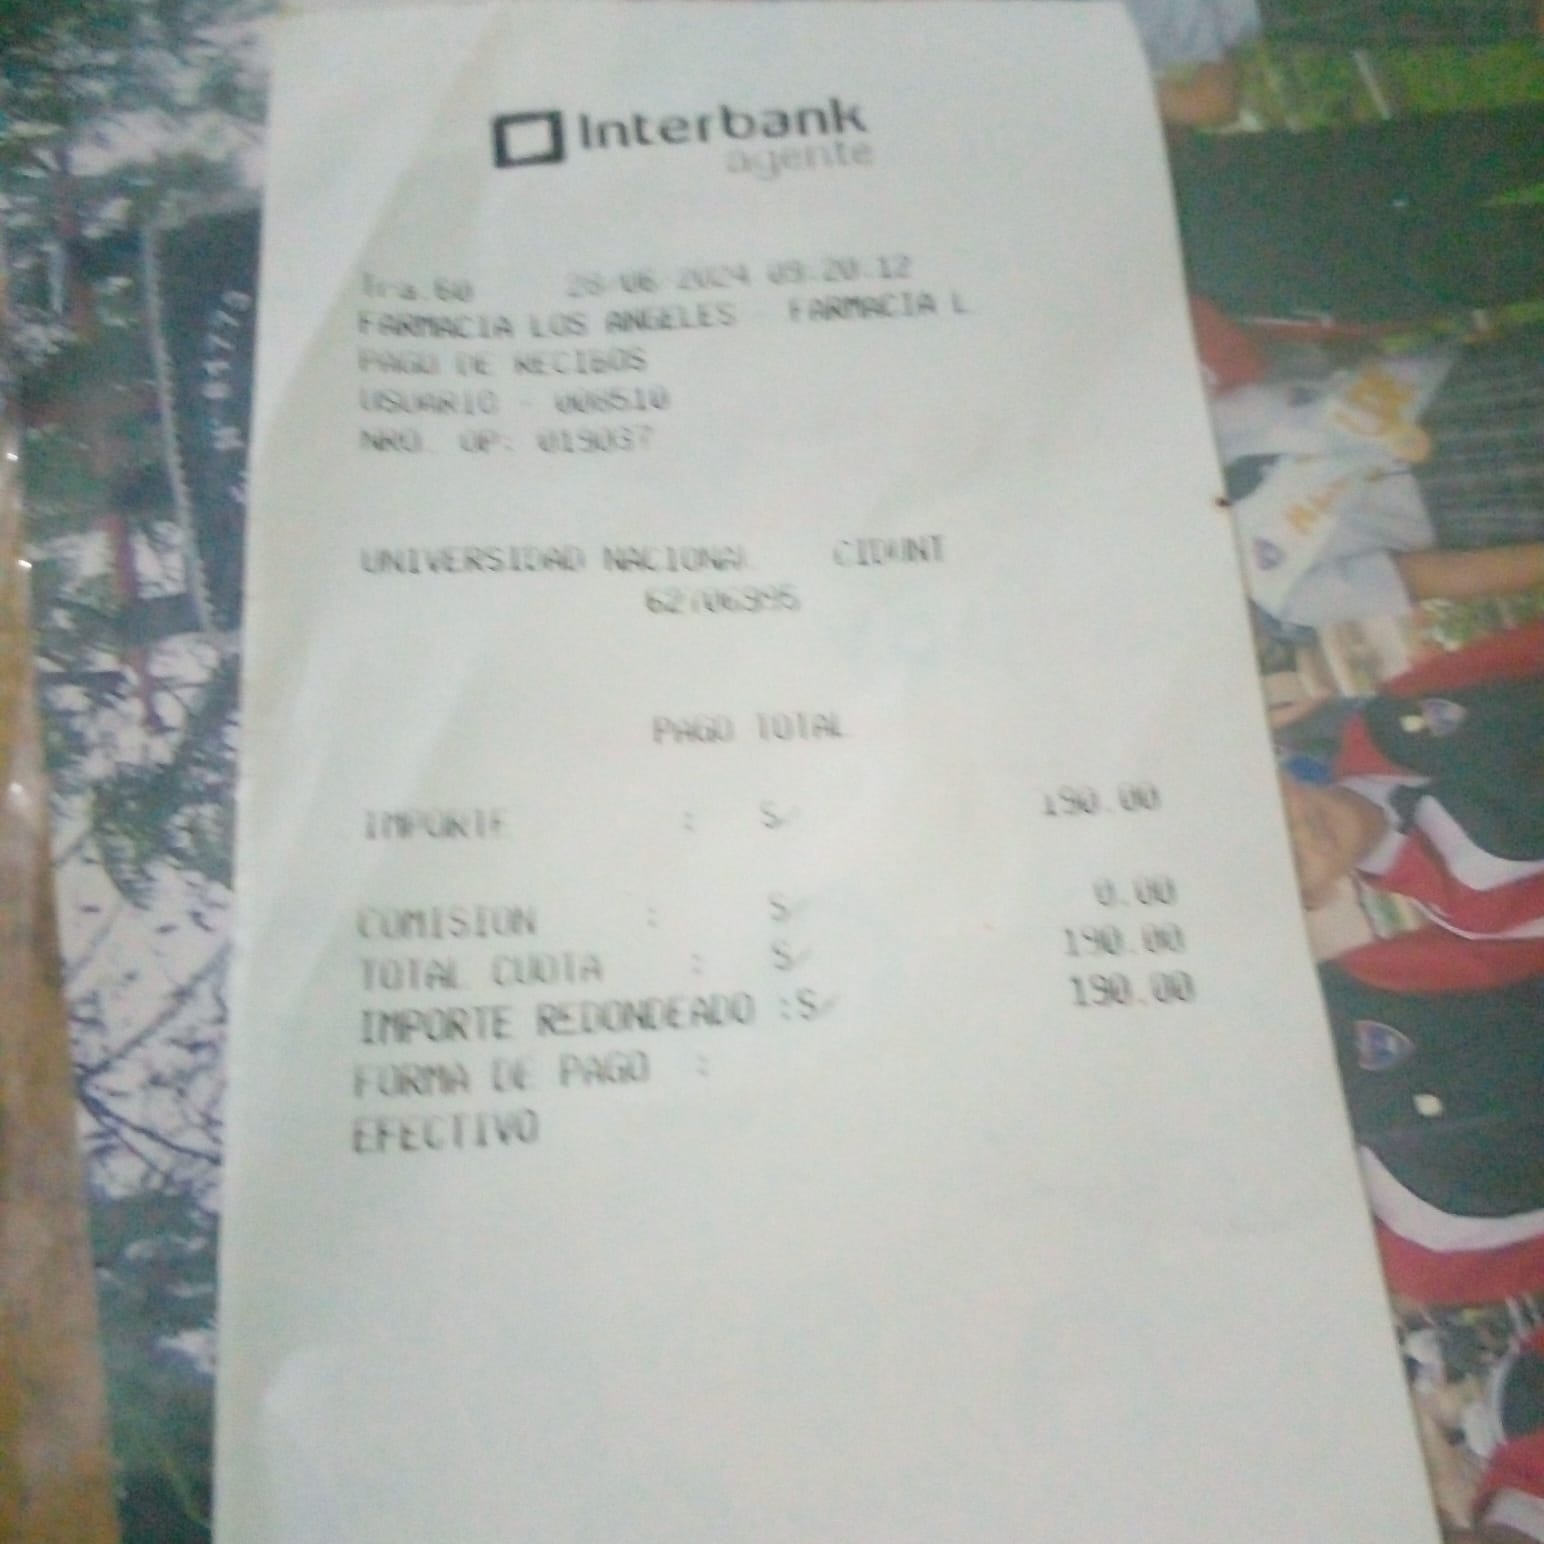 Interbank
agente
Tra.60 28/06/2024 09:20:12
FARMACIA LOS ANGELES - FARMACIA L
PAGO DE RECIBOS
USUARIO - 008510
NRO. OP: 019037
UNIVERSIDAD NACIONAL CIDUNT
62706995
PAGO TOTAL
IMPORTE : S/ 190.00
COMISION : S/ 0.00
TOTAL CUOTA : S/ 190.00
IMPORTE REDONDEADO :S/ 190.00
FORMA DE PAGO :
EFECTIVO